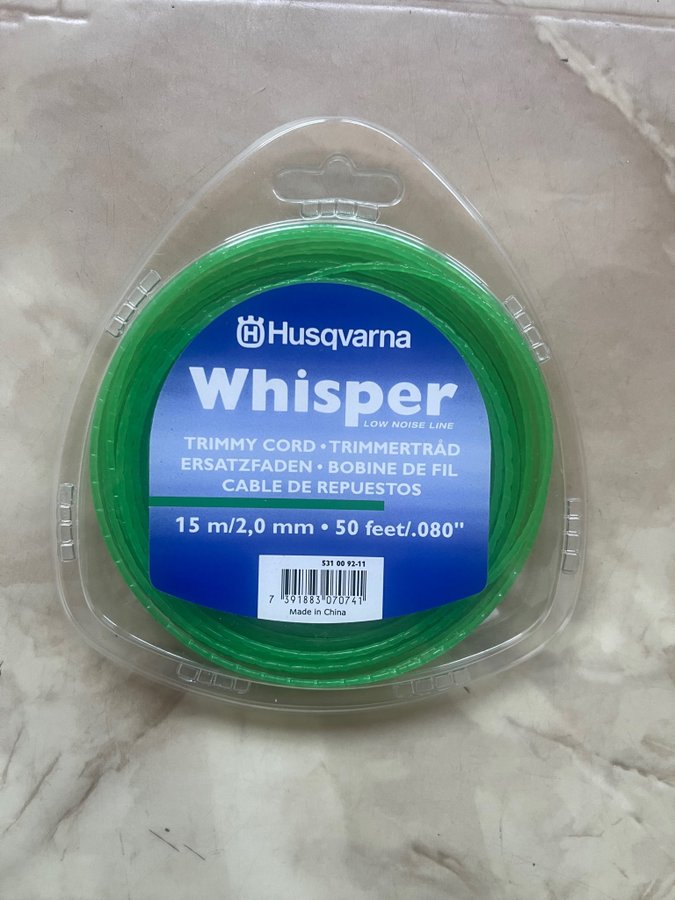 Husqvarna
Whisper
LOW NOISE LINE
TRIMMY CORD • TRIMMERTRÅD
ERSATZFADEN • BOBINE DE FIL
CABLE DE REPUESTOS
15 m/2,0 mm • 50 feet/.080"
531 00 92-11
7 391883 070741
Made in China